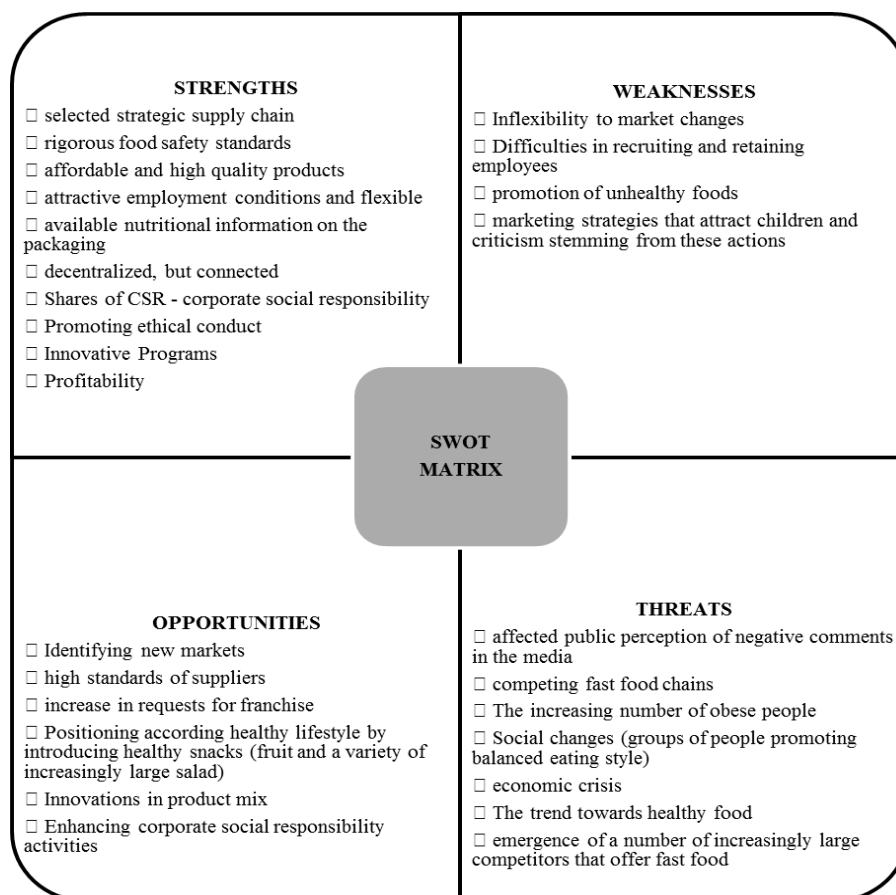 STRENGTHS
□ selected strategic supply chain
□ rigorous food safety standards
□ affordable and high quality products
□ attractive employment conditions and flexible
□ available nutritional information on the
packaging
□ decentralized, but connected
□ Shares of CSR - corporate social responsibility
□ Promoting ethical conduct
□ Innovative Programs
□ Profitability
WEAKNESSES
□ Inflexibility to market changes
□ Difficulties in recruiting and retaining
employees
□ promotion of unhealthy foods
□ marketing strategies that attract children and
criticism stemming from these actions
SWOT
MATRIX
OPPORTUNITIES
□ Identifying new markets
□ high standards of suppliers
□ increase in requests for franchise
□ Positioning according healthy lifestyle by
introducing healthy snacks (fruit and a variety of
increasingly large salad)
□ Innovations in product mix
□ Enhancing corporate social responsibility
activities
THREATS
□ affected public perception of negative comments
in the media
□ competing fast food chains
□ The increasing number of obese people
□ Social changes (groups of people promoting
balanced eating style)
□ economic crisis
□ The trend towards healthy food
□ emergence of a number of increasingly large
competitors that offer fast food